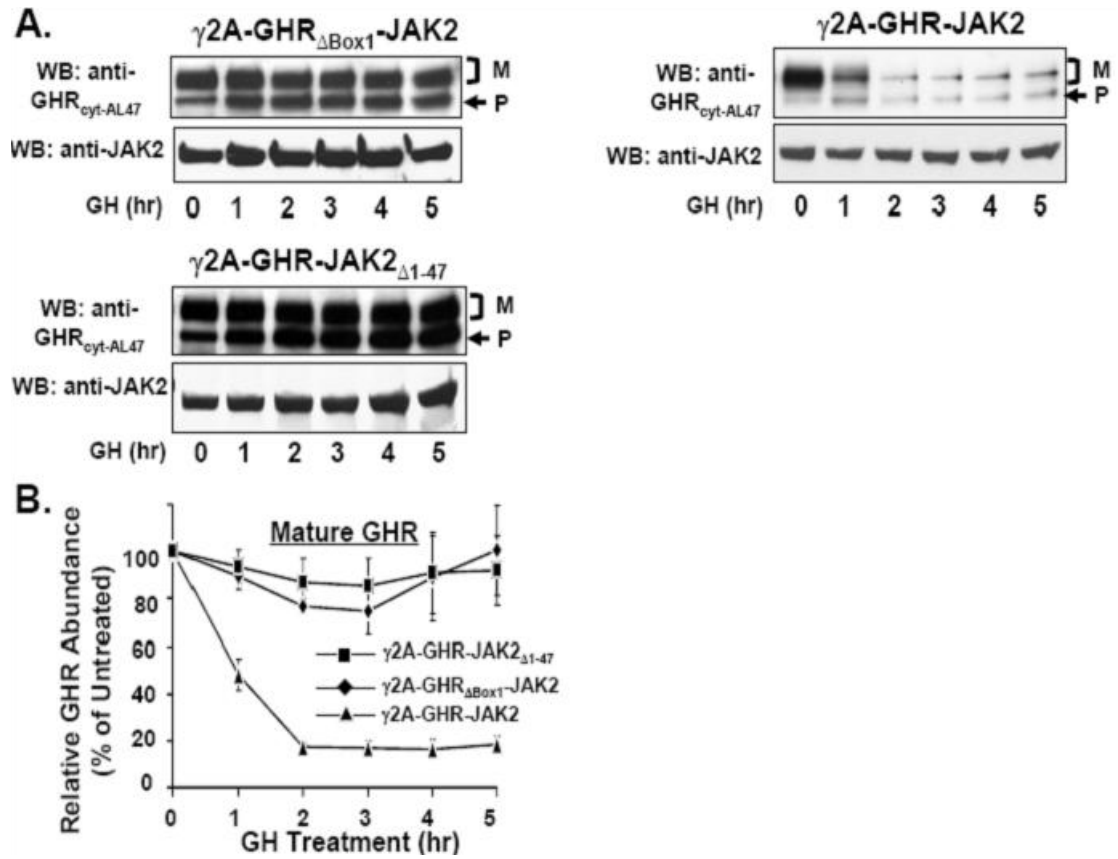 A.
γ2A-GHRΔBox1-JAK2
WB: anti-
GHRcyt-AL47
M
P
WB: anti-JAK2
GH (hr) 0 1 2 3 4 5
γ2A-GHR-JAK2
WB: anti-
GHRcyt-AL47
M
P
WB: anti-JAK2
GH (hr) 0 1 2 3 4 5
γ2A-GHR-JAK2Δ1-47
WB: anti-
GHRcyt-AL47
M
P
WB: anti-JAK2
GH (hr) 0 1 2 3 4 5
B.
Mature GHR
Relative GHR Abundance
(% of Untreated)
100
80
60
40
20
0
γ2A-GHR-JAK2Δ1-47
γ2A-GHRΔBox1-JAK2
γ2A-GHR-JAK2
0 1 2 3 4 5
GH Treatment (hr)